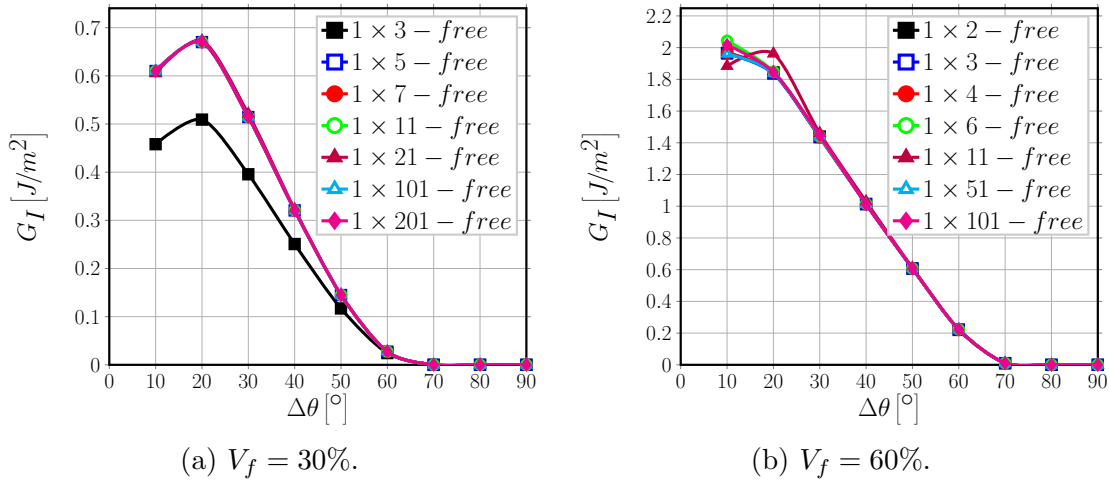 0.7
0.6
0.5
0.4
0.3
0.2
0.1
0
0 10 20 30 40 50 60 70 80 90
G_I [J/m²]
Δθ [°]
1 × 3 − free
1 × 5 − free
1 × 7 − free
1 × 11 − free
1 × 21 − free
1 × 101 − free
1 × 201 − free
(a) V_f = 30%.
2.2
2
1.8
1.6
1.4
1.2
1
0.8
0.6
0.4
0.2
0
0 10 20 30 40 50 60 70 80 90
G_I [J/m²]
Δθ [°]
1 × 2 − free
1 × 3 − free
1 × 4 − free
1 × 6 − free
1 × 11 − free
1 × 51 − free
1 × 101 − free
(b) V_f = 60%.